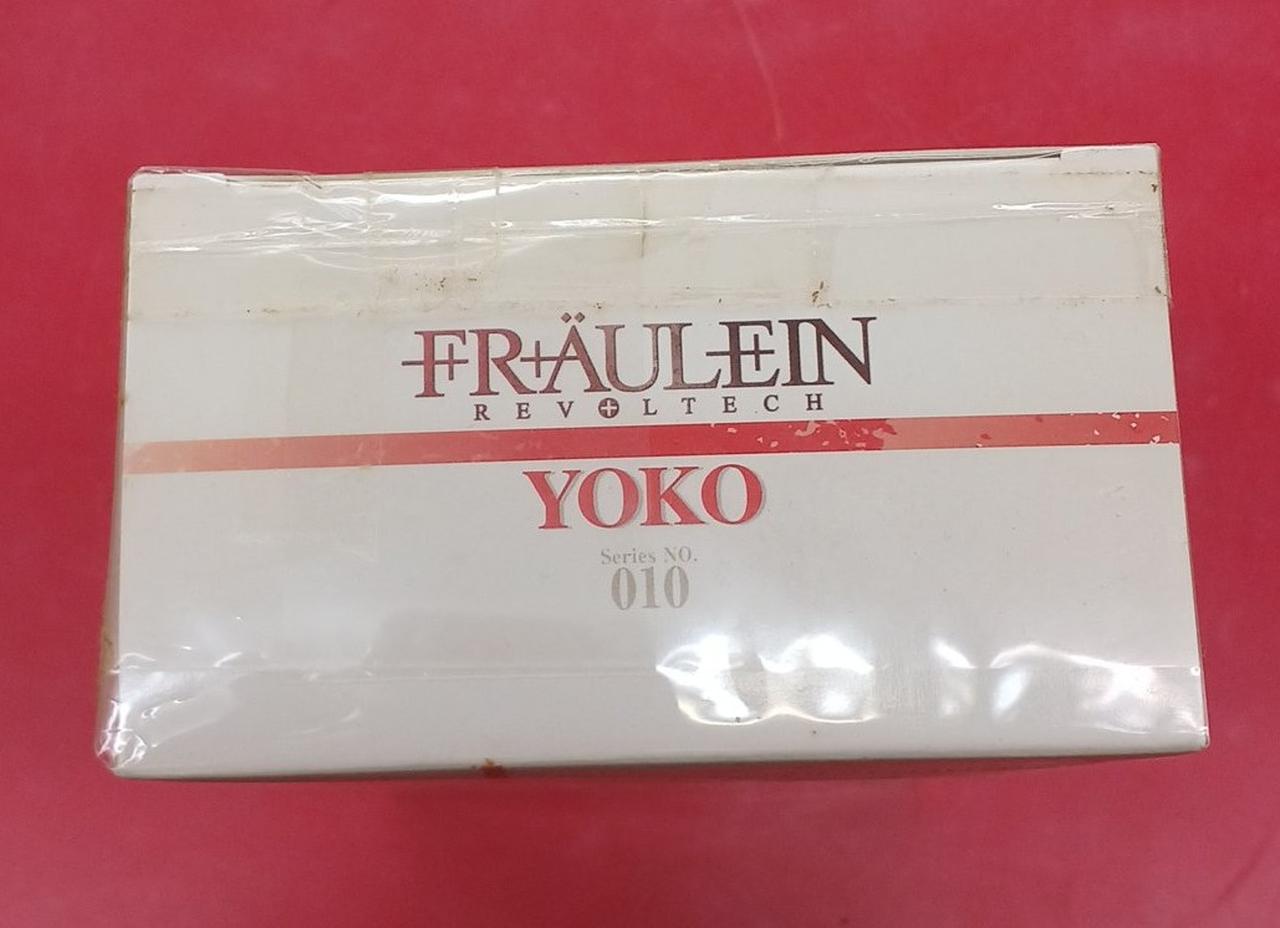 FRÄULEIN
REVOLTECH
YOKO
Series NO.
010